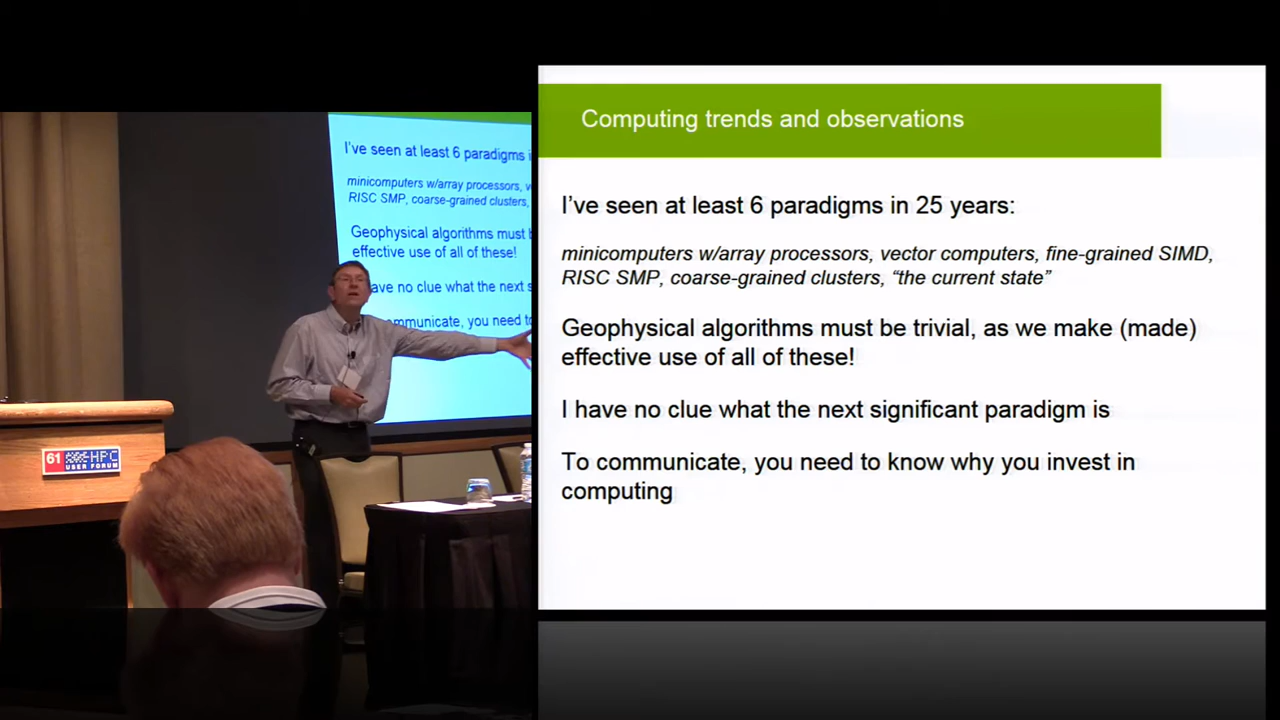 I've seen at least 6 paradigms i
minicomputers w/array processors, v
RISC SMP, coarse-grained clusters,
Geophysical algorithms must b
effective use of all of these!
ave no clue what the next s
ommunicate, you need to
61 HPC
USER FORUM
Computing trends and observations
I've seen at least 6 paradigms in 25 years:
minicomputers w/array processors, vector computers, fine-grained SIMD,
RISC SMP, coarse-grained clusters, “the current state”
Geophysical algorithms must be trivial, as we make (made)
effective use of all of these!
I have no clue what the next significant paradigm is
To communicate, you need to know why you invest in
computing